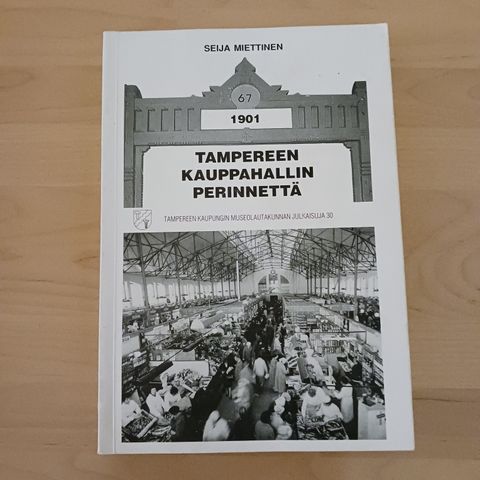 SEIJA MIETTINEN
67
1901
TAMPEREEN
KAUPPAHALLIN
PERINNETTÄ
TAMPEREEN KAUPUNGIN MUSEOLAUTAKUNNAN JULKAISUJA 30